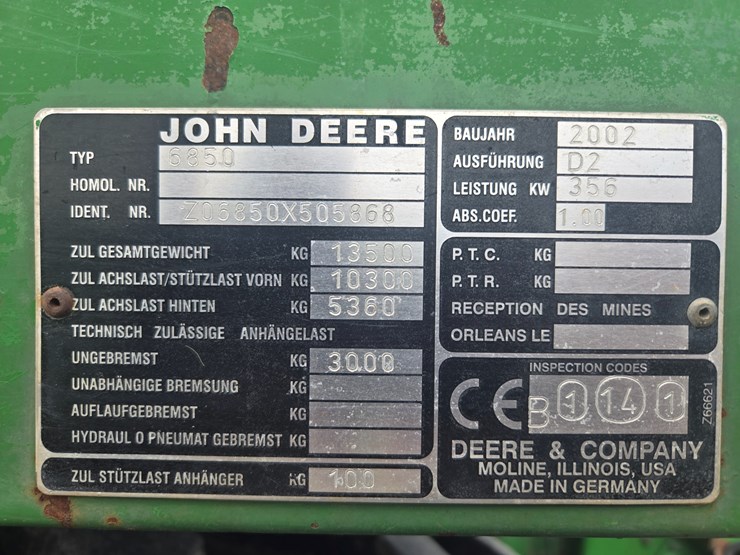 JOHN DEERE
TYP 6850
HOMOL. NR.
IDENT. NR. Z06850X505868
ZUL GESAMTGEWICHT KG 13500
ZUL ACHSLAST/STÜTZLAST VORN KG 10300
ZUL ACHSLAST HINTEN KG 5360
TECHNISCH ZULÄSSIGE ANHÄNGELAST
UNGEBREMST KG 3000
UNABHÄNGIGE BREMSUNG KG
AUFLAUFGEBREMST KG
HYDRAUL O PNEUMAT GEBREMST KG
ZUL STÜTZLAST ANHÄNGER KG 100
BAUJAHR 2002
AUSFÜHRUNG D2
LEISTUNG KW 356
ABS.COEF. 1.00
P. T. C. KG
P. T. R. KG
RECEPTION DES MINES
ORLEANS LE
INSPECTION CODES
CE B 1 14 1
Z66621
DEERE & COMPANY
MOLINE, ILLINOIS, USA
MADE IN GERMANY